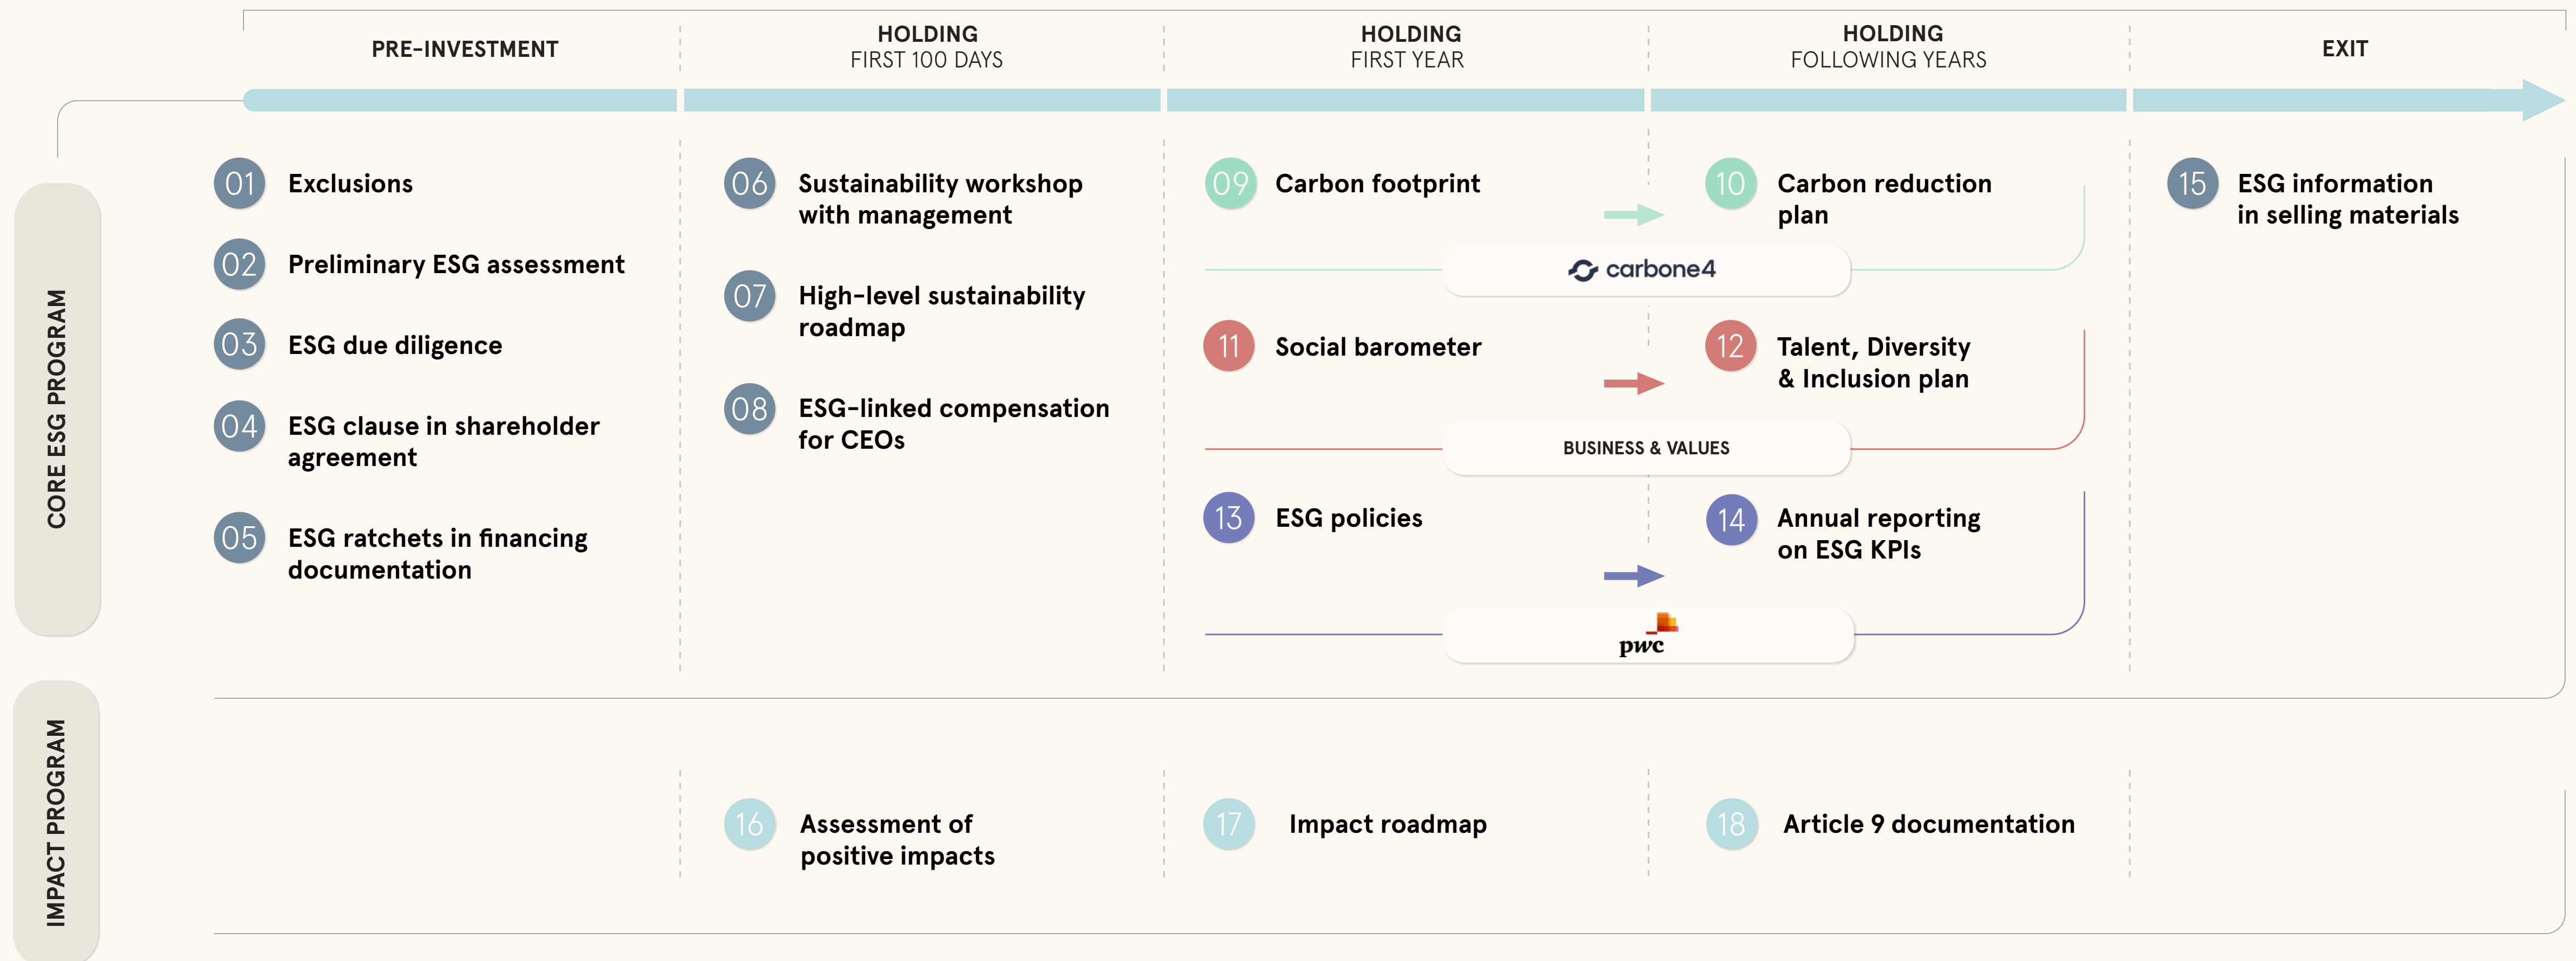 PRE-INVESTMENT
HOLDING
FIRST 100 DAYS
HOLDING
FIRST YEAR
HOLDING
FOLLOWING YEARS
EXIT
CORE ESG PROGRAM
01 Exclusions
02 Preliminary ESG assessment
03 ESG due diligence
04 ESG clause in shareholder
agreement
05 ESG ratchets in financing
documentation
06 Sustainability workshop
with management
07 High-level sustainability
roadmap
08 ESG-linked compensation
for CEOs
09 Carbon footprint
10 Carbon reduction
plan
carbone4
11 Social barometer
12 Talent, Diversity
& Inclusion plan
BUSINESS & VALUES
13 ESG policies
14 Annual reporting
on ESG KPIs
pwc
15 ESG information
in selling materials
IMPACT PROGRAM
16 Assessment of
positive impacts
17 Impact roadmap
18 Article 9 documentation